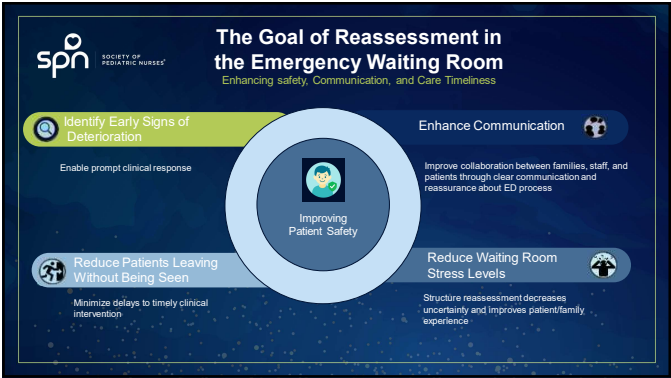 The Goal of Reassessment in
the Emergency Waiting Room
Enhancing safety, Communication, and Care Timeliness
spn
SOCIETY OF
PEDIATRIC NURSES®
Identify Early Signs of
Deterioration
Enable prompt clinical response
Enhance Communication
Improve collaboration between families, staff, and
patients through clear communication and
reassurance about ED process
Improving
Patient Safety
Reduce Patients Leaving
Without Being Seen
Minimize delays to timely clinical
intervention
Reduce Waiting Room
Stress Levels
Structure reassessment decreases
uncertainty and improves patient/family
experience